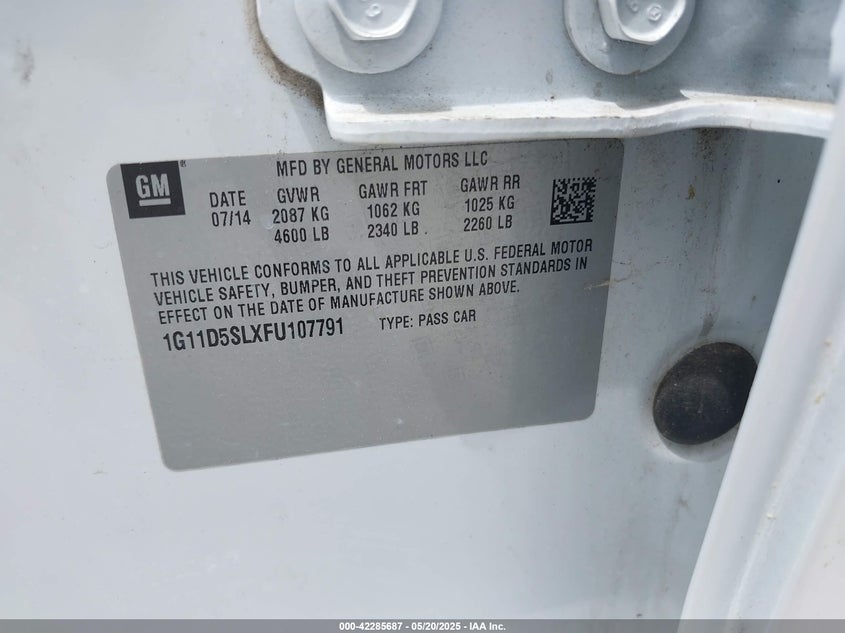 GM
MFD BY GENERAL MOTORS LLC
DATE GVWR GAWR FRT GAWR RR
07/14 2087 KG 1062 KG 1025 KG
4600 LB 2340 LB 2260 LB
THIS VEHICLE CONFORMS TO ALL APPLICABLE U.S. FEDERAL MOTOR
VEHICLE SAFETY, BUMPER, AND THEFT PREVENTION STANDARDS IN
EFFECT ON THE DATE OF MANUFACTURE SHOWN ABOVE.
1G11D5SLXFU107791 TYPE: PASS CAR
000-42285687 - 05/20/2025 - IAA Inc.